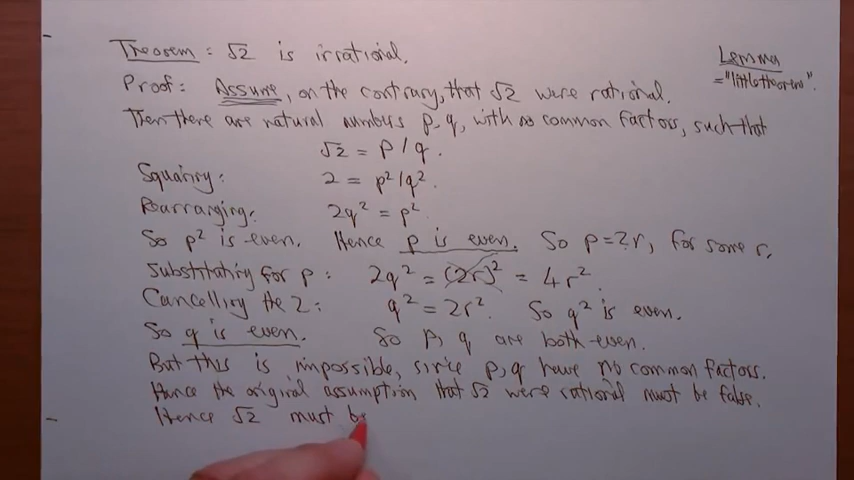 Theorem: √2 is irrational.
Lemma
= "little theorem".
Proof: Assume, on the contrary, that √2 were rational.
Then there are natural numbers p, q, with no common factors, such that
√2 = p / q.
Squaring: 2 = p²/q².
Rearranging: 2q² = p².
So p² is even. Hence p is even. So p=2r, for some r.
Substituting for p: 2q² = (2r)² = 4r².
Cancelling the 2: q² = 2r². So q² is even.
So q is even. So p, q are both even.
But this is impossible, since p, q have no common factors.
Hence the original assumption that √2 were rational must be false.
Hence √2 must be